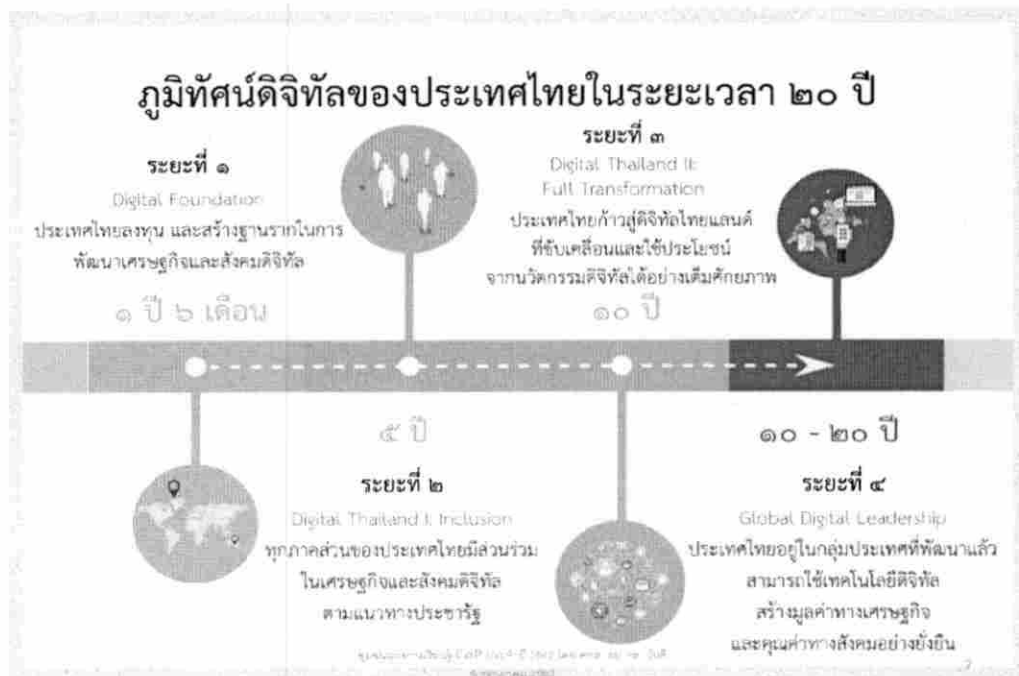 ภูมิทัศน์ดิจิทัลของประเทศไทยในระยะเวลา ๒๐ ปี
ระยะที่ ๑
Digital Foundation
ประเทศไทยลงทุน และสร้างฐานรากในการ
พัฒนาเศรษฐกิจและสังคมดิจิทัล
๑ ปี ๖ เดือน
ระยะที่ ๓
Digital Thailand II:
Full Transformation
ประเทศไทยก้าวสู่ดิจิทัลไทยแลนด์
ที่ขับเคลื่อนและใช้ประโยชน์
จากนวัตกรรมดิจิทัลได้อย่างเต็มศักยภาพ
๑๐ ปี
๕ ปี
ระยะที่ ๒
Digital Thailand I: Inclusion
ทุกภาคส่วนของประเทศไทยมีส่วนร่วม
ในเศรษฐกิจและสังคมดิจิทัล
ตามแนวทางประชารัฐ
๑๐ - ๒๐ ปี
ระยะที่ ๔
Global Digital Leadership
ประเทศไทยอยู่ในกลุ่มประเทศที่พัฒนาแล้ว
สามารถใช้เทคโนโลยีดิจิทัล
สร้างมูลค่าทางเศรษฐกิจ
และคุณค่าทางสังคมอย่างยั่งยืน